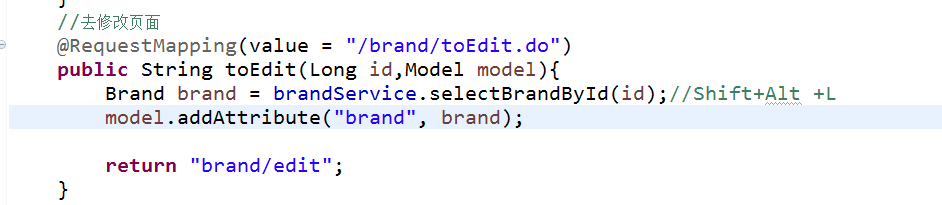 }
//去修改页面
@RequestMapping(value = "/brand/toEdit.do")
public String toEdit(Long id,Model model){
Brand brand = brandService.selectBrandById(id);//Shift+Alt +L
model.addAttribute("brand", brand);
return "brand/edit";
}